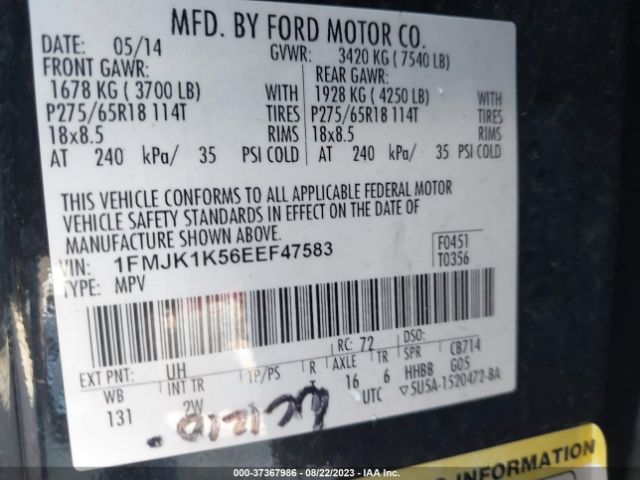 MFD. BY FORD MOTOR CO.
DATE: 05/14 GVWR: 3420 KG ( 7540 LB)
FRONT GAWR: REAR GAWR:
1678 KG ( 3700 LB) WITH 1928 KG ( 4250 LB) WITH
P275/65R18 114T TIRES P275/65R18 114T TIRES
18x8.5 RIMS 18x8.5 RIMS
AT 240 kPa/ 35 PSI COLD AT 240 kPa/ 35 PSI COLD
THIS VEHICLE CONFORMS TO ALL APPLICABLE FEDERAL MOTOR
VEHICLE SAFETY STANDARDS IN EFFECT ON THE DATE OF
MANUFACTURE SHOWN ABOVE.
VIN: 1FMJK1K56EEF47583 F0451
TYPE: MPV T0356
EXT PNT: UH RC: 72 DSO:
WB INT TR TP/PS R AXLE TR SPR CB714
131 2W 16 6 HHBB G05
UTC 5U5A-1520472-BA
INFORMATION
000-37367986 - 08/22/2023 - IAA Inc.